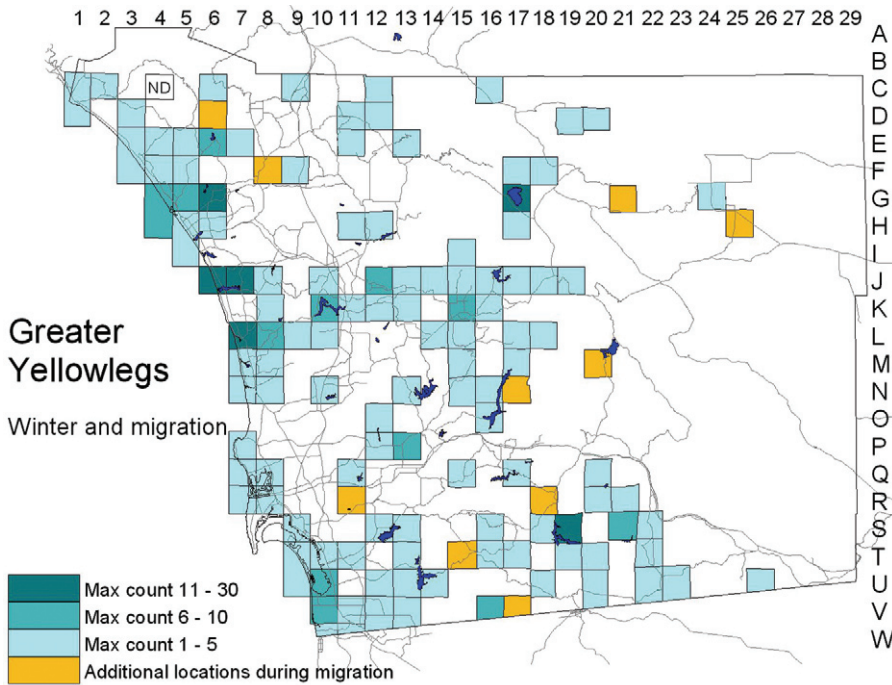 1 2 3 4 5 6 7 8 9 10 11 12 13 14 15 16 17 18 19 20 21 22 23 24 25 26 27 28 29
A
B
C
D
E
F
G
H
I
J
K
L
M
N
O
P
Q
R
S
T
U
V
W
ND
Greater
Yellowlegs
Winter and migration
Max count 11 - 30
Max count 6 - 10
Max count 1 - 5
Additional locations during migration